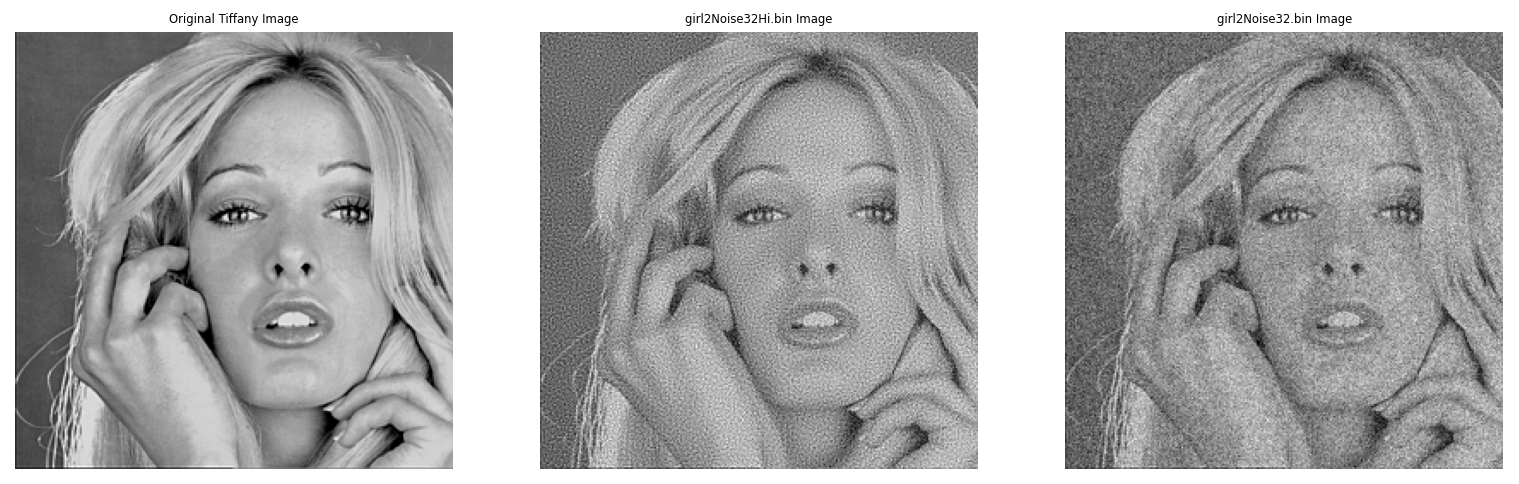 Original Tiffany Image
girl2Noise32Hi.bin Image
girl2Noise32.bin Image